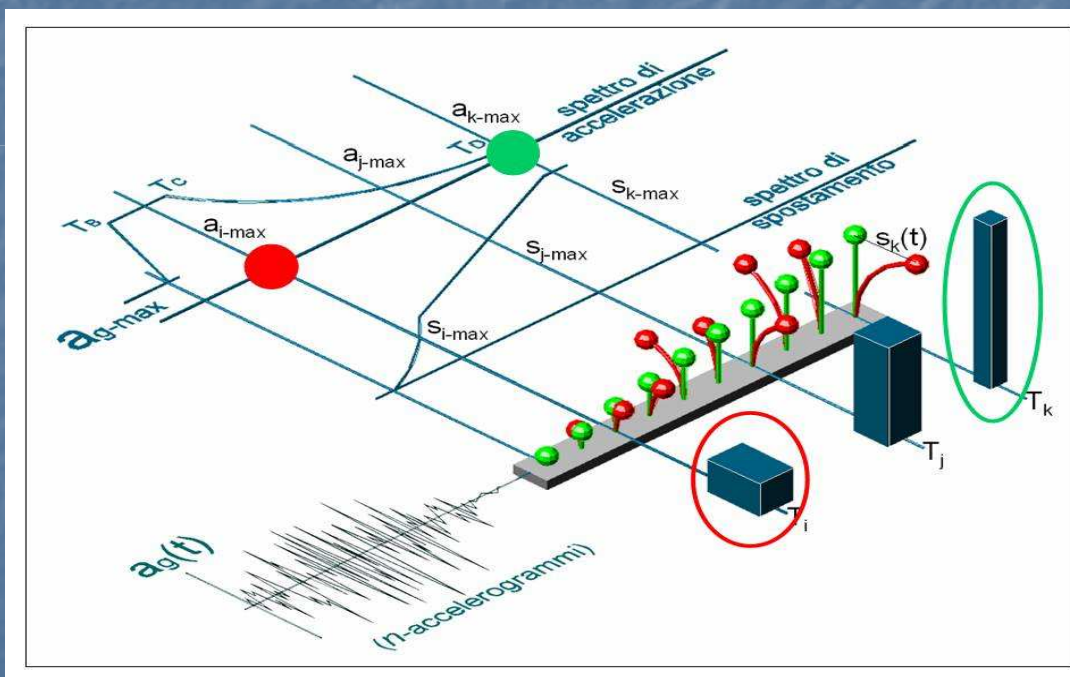 spettro di
accelerazione
a_k-max
T_D
a_j-max
s_k-max
spettro di
spostamento
T_C
T_B
a_i-max
s_j-max
s_k(t)
a_g-max
s_i-max
T_k
T_j
T_i
a_g(t)
(n-accelerogrammi)